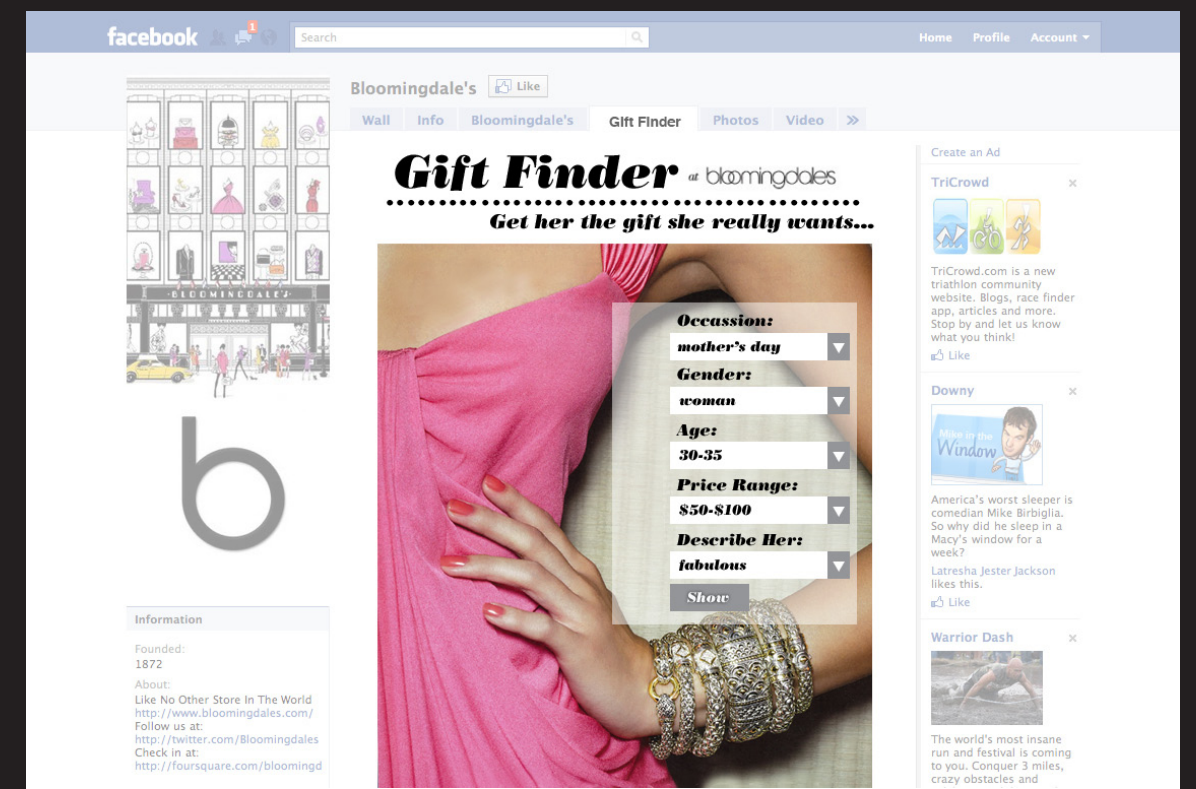 facebook
1
Search
Home Profile Account
Bloomingdale's Like
Wall Info Bloomingdale's Gift Finder Photos Video »
Gift Finder at bloomingdales
Get her the gift she really wants...
Occassion:
mother's day
Gender:
woman
Age:
30-35
Price Range:
$50-$100
Describe Her:
fabulous
Show
BLOOMINGDALE'S
b
Information
Founded:
1872
About:
Like No Other Store In The World
http://www.bloomingdales.com/
Follow us at:
http://twitter.com/Bloomingdales
Check in at:
http://foursquare.com/bloomingd
Create an Ad
TriCrowd x
TriCrowd.com is a new
triathlon community
website. Blogs, race finder
app, articles and more.
Stop by and let us know
what you think!
Like
Downy x
Mike in the
Window
America's worst sleeper is
comedian Mike Birbiglia.
So why did he sleep in a
Macy's window for a
week?
Latresha Jester Jackson
likes this.
Like
Warrior Dash x
The world's most insane
run and festival is coming
to you. Conquer 3 miles,
crazy obstacles and